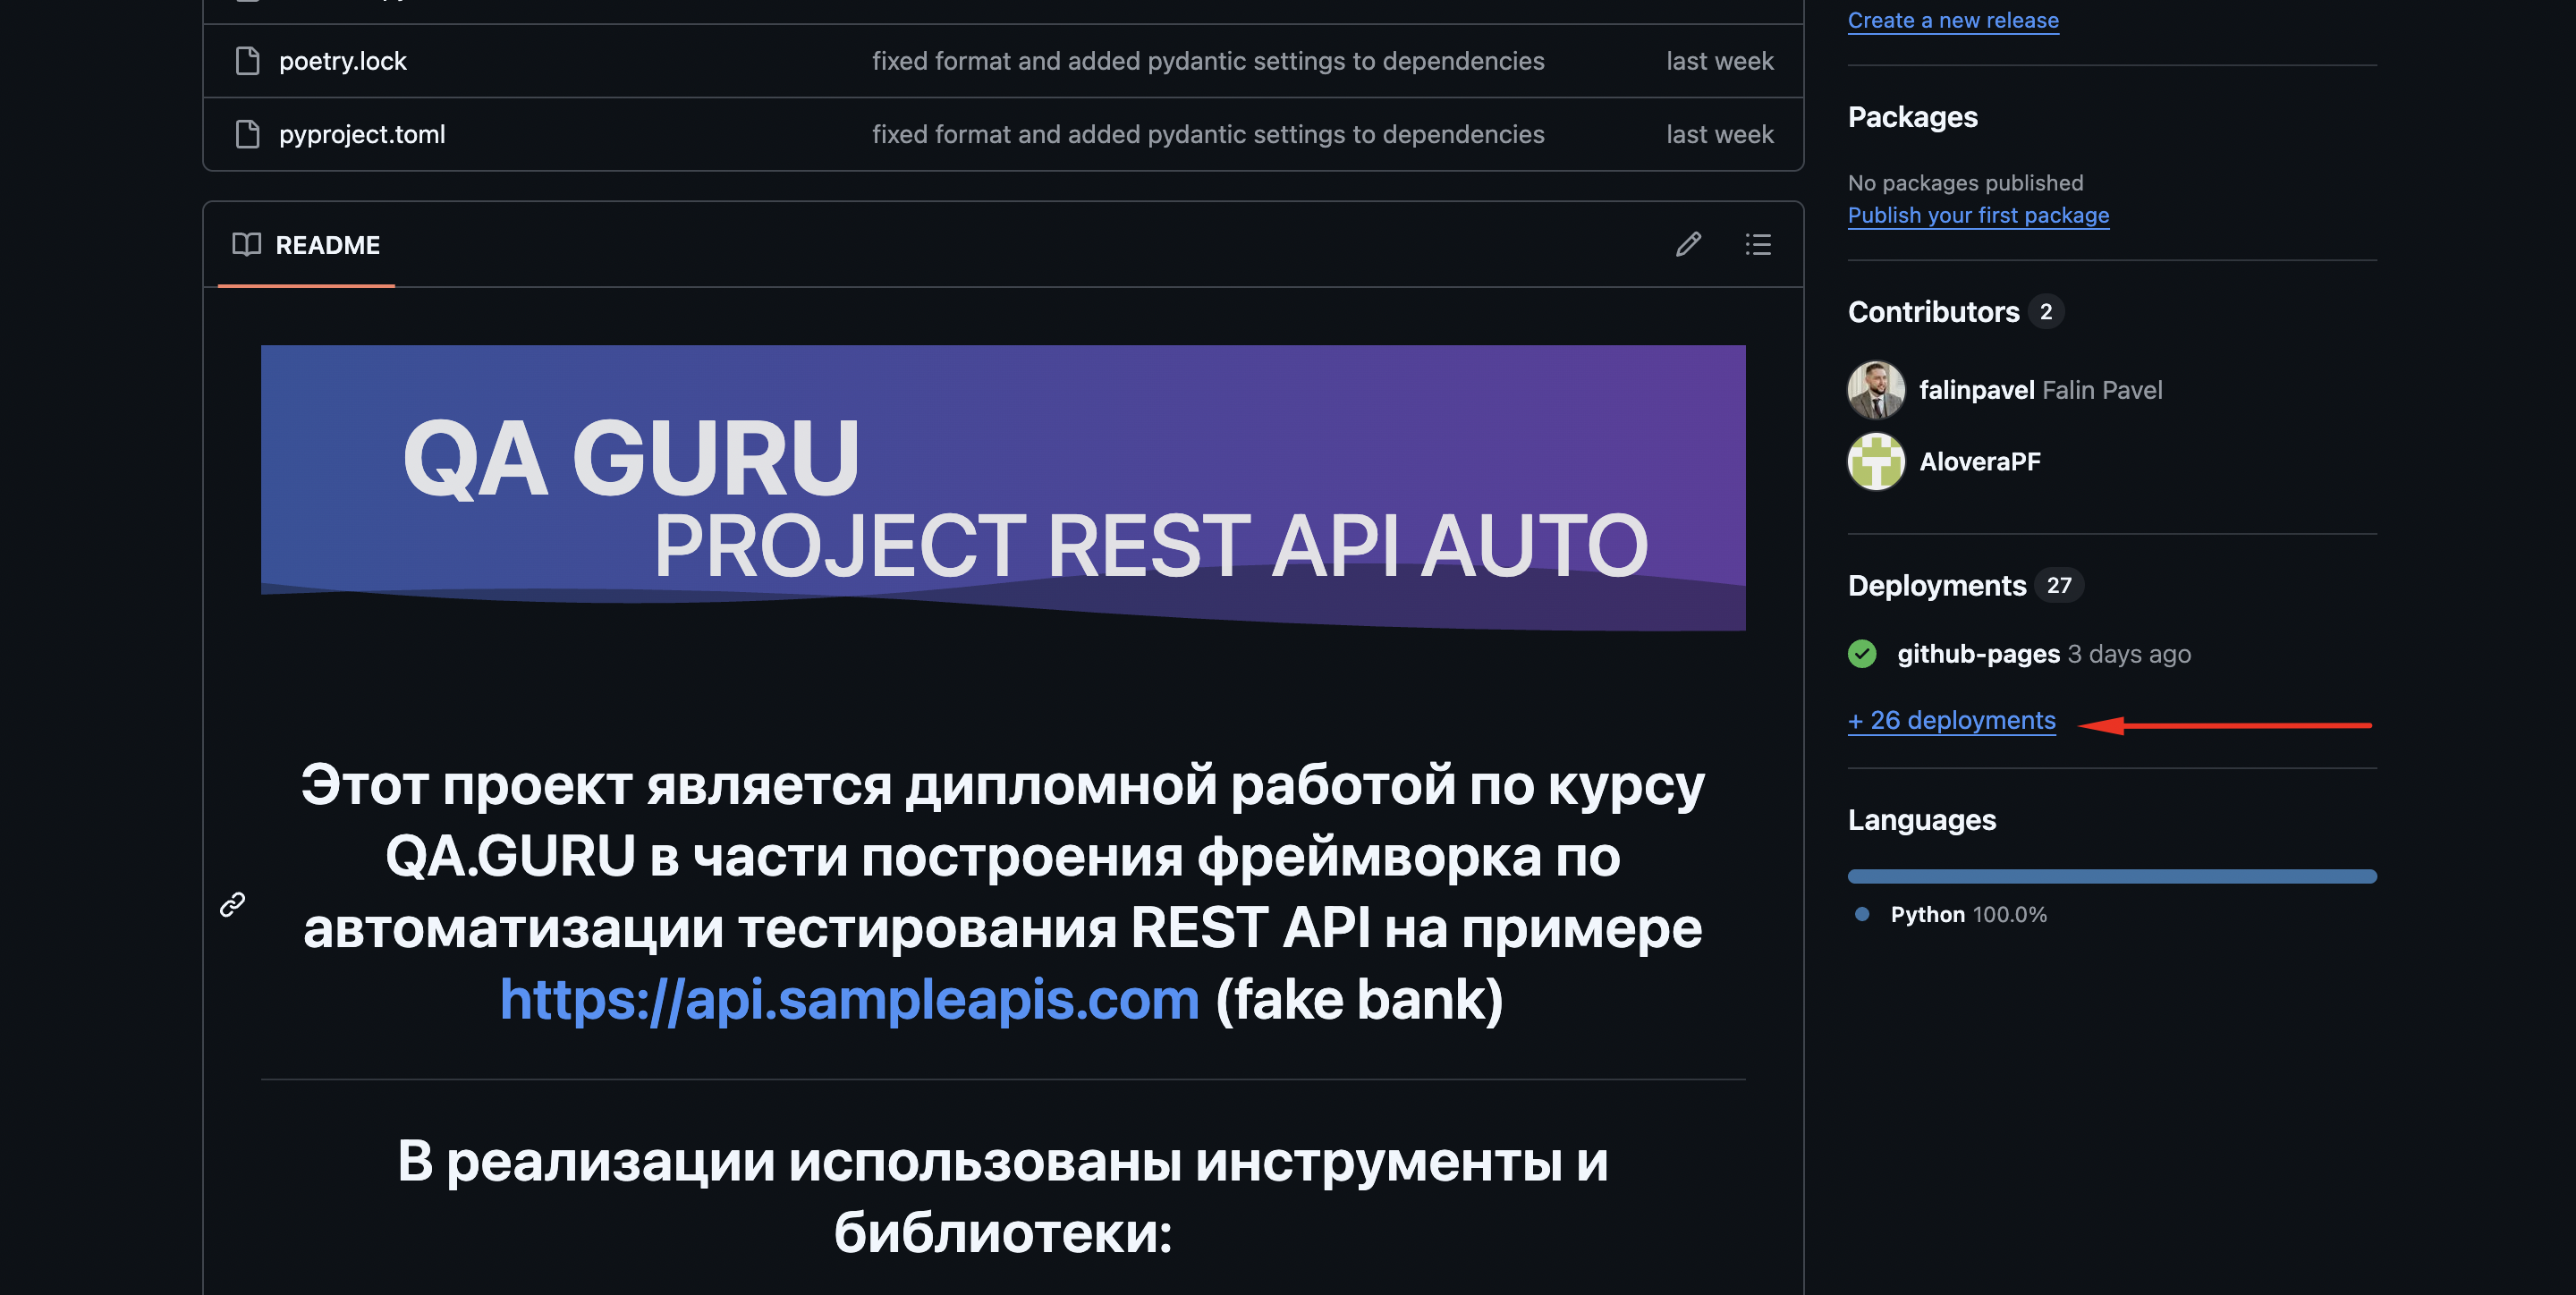 poetry.lock fixed format and added pydantic settings to dependencies last week
pyproject.toml fixed format and added pydantic settings to dependencies last week
README
QA GURU
PROJECT REST API AUTO
Этот проект является дипломной работой по курсу
QA.GURU в части построения фреймворка по
автоматизации тестирования REST API на примере
https://api.sampleapis.com (fake bank)
В реализации использованы инструменты и
библиотеки:
Create a new release
Packages
No packages published
Publish your first package
Contributors 2
falinpavel Falin Pavel
AloveraPF
Deployments 27
github-pages 3 days ago
+ 26 deployments
Languages
Python 100.0%